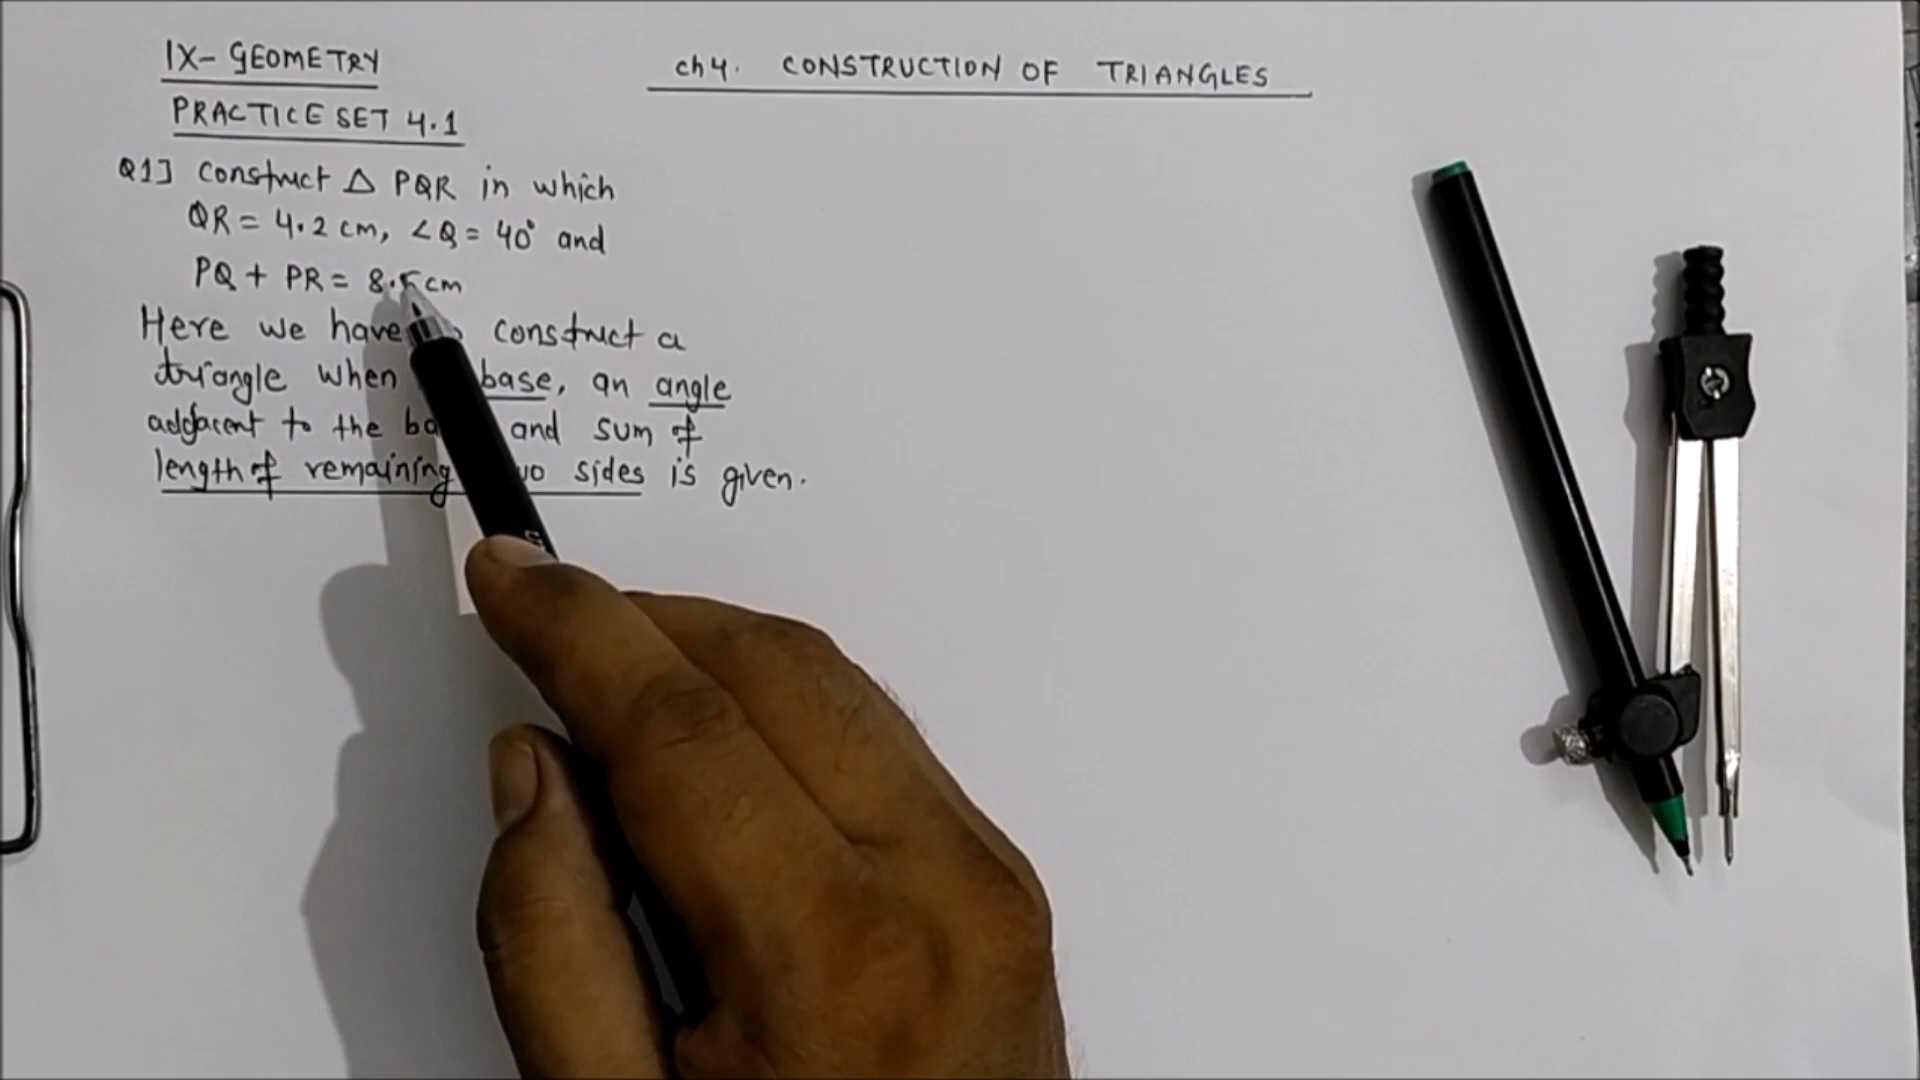 IX- GEOMETRY
ch 4. CONSTRUCTION OF TRIANGLES
PRACTICE SET 4.1
Q1] Construct △ PQR in which
QR = 4.2 cm, ∠Q = 40° and
PQ + PR = 8.5 cm
Here we have construct a
triangle when base, an angle
adjacent to the and sum of
length of remaining sides is given.